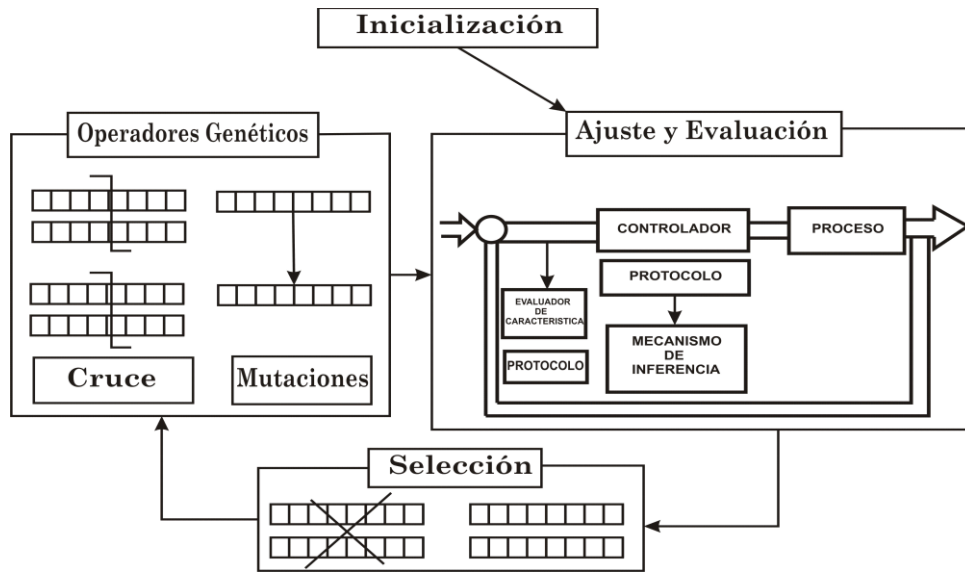 Inicialización
Operadores Genéticos
Ajuste y Evaluación
CONTROLADOR
PROCESO
PROTOCOLO
EVALUADOR
DE
CARACTERISTICA
MECANISMO
DE
INFERENCIA
PROTOCOLO
Cruce
Mutaciones
Selección